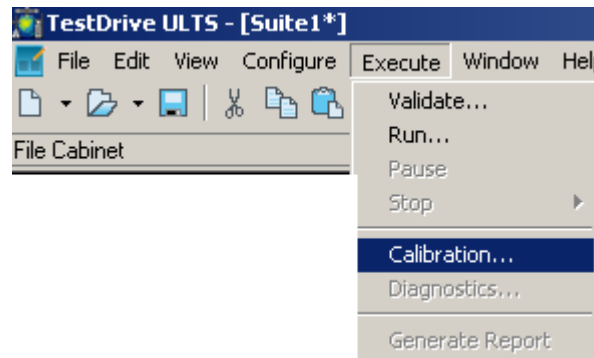 TestDrive ULTS - [Suite1*]
File Edit View Configure Execute Window Help
File Cabinet
Validate...
Run...
Pause
Stop
Calibration...
Diagnostics...
Generate Report